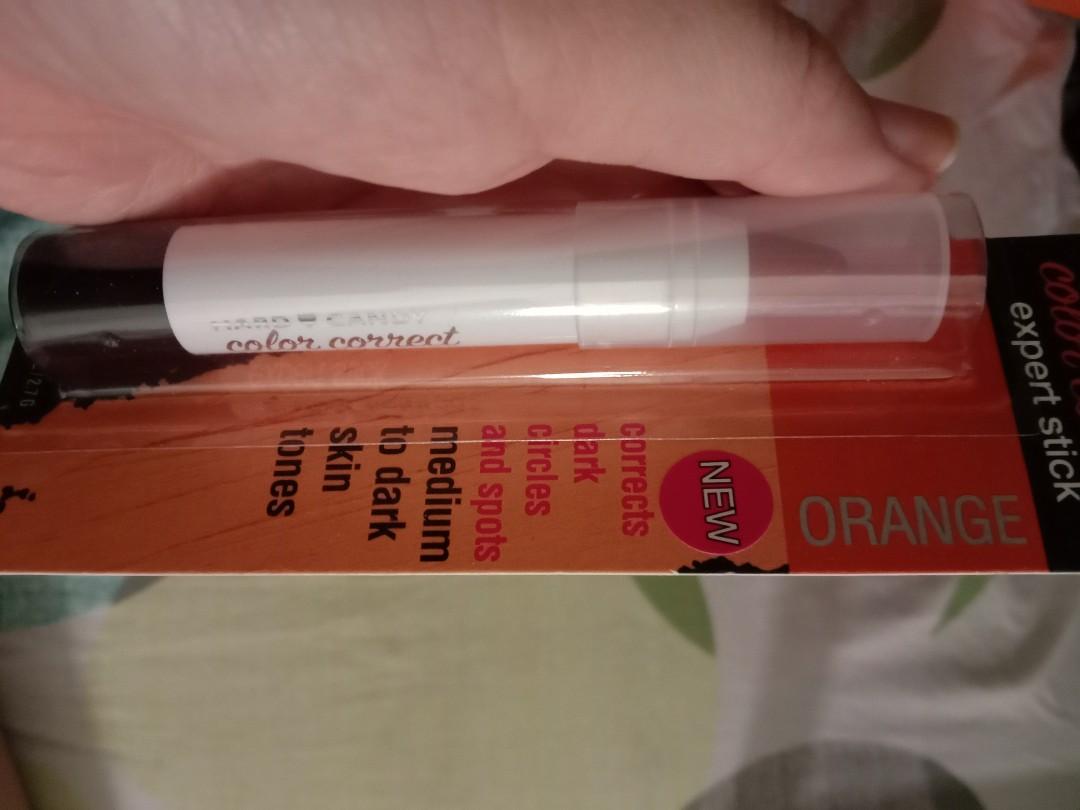 expert stick
ORANGE
NEW
corrects
dark
circles
and spots
medium
to dark
skin
tones
HARD CANDY
color correct